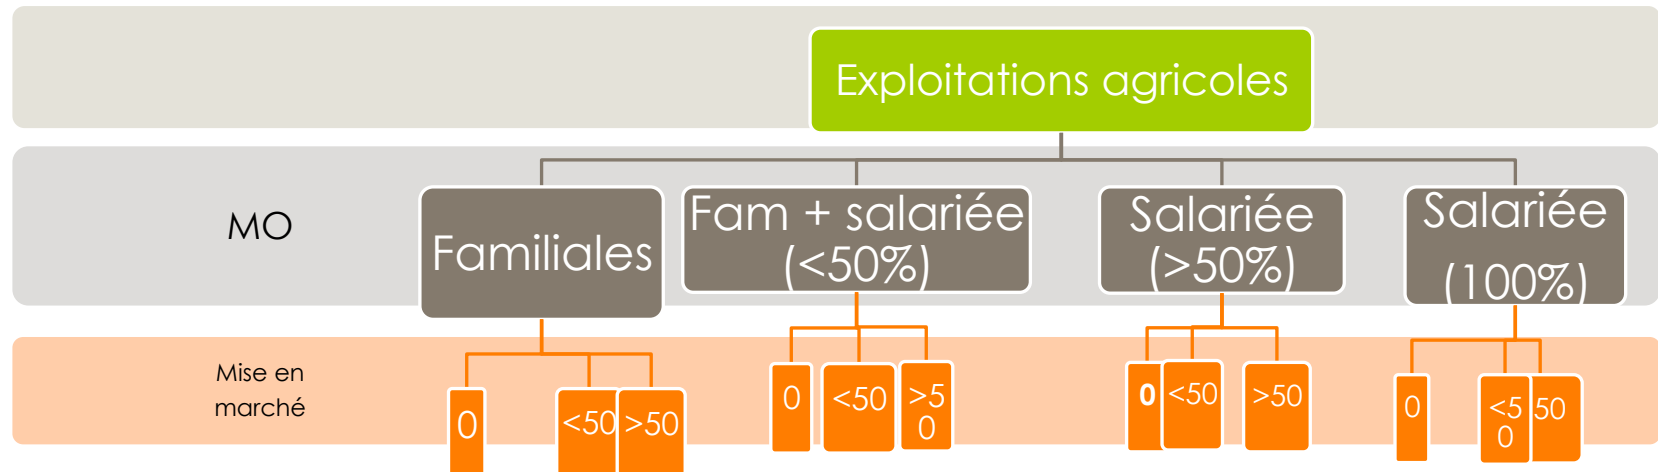 Exploitations agricoles
MO
Familiales
Fam + salariée
(<50%)
Salariée
(>50%)
Salariée
(100%)
Mise en
marché
0
<50
>50
0
<50
>5
0
0
<50
>50
0
<5
0
50